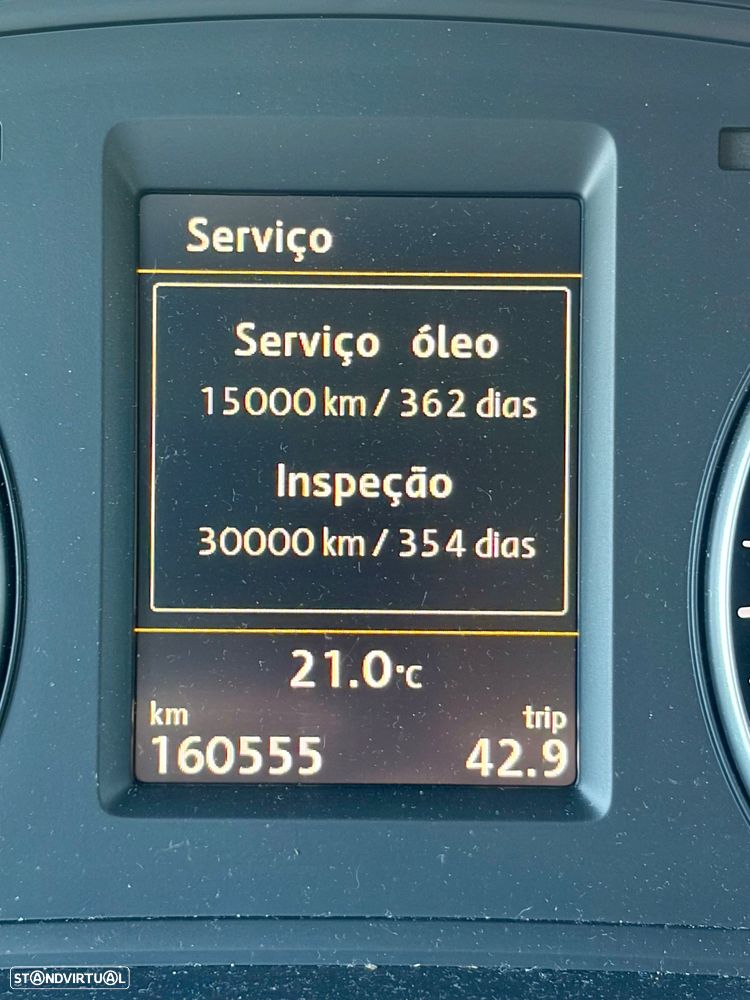 Serviço
Serviço óleo
15000 km / 362 dias
Inspeção
30000 km / 354 dias
21.0°C
km trip
160555 42.9
STANDVIRTUAL